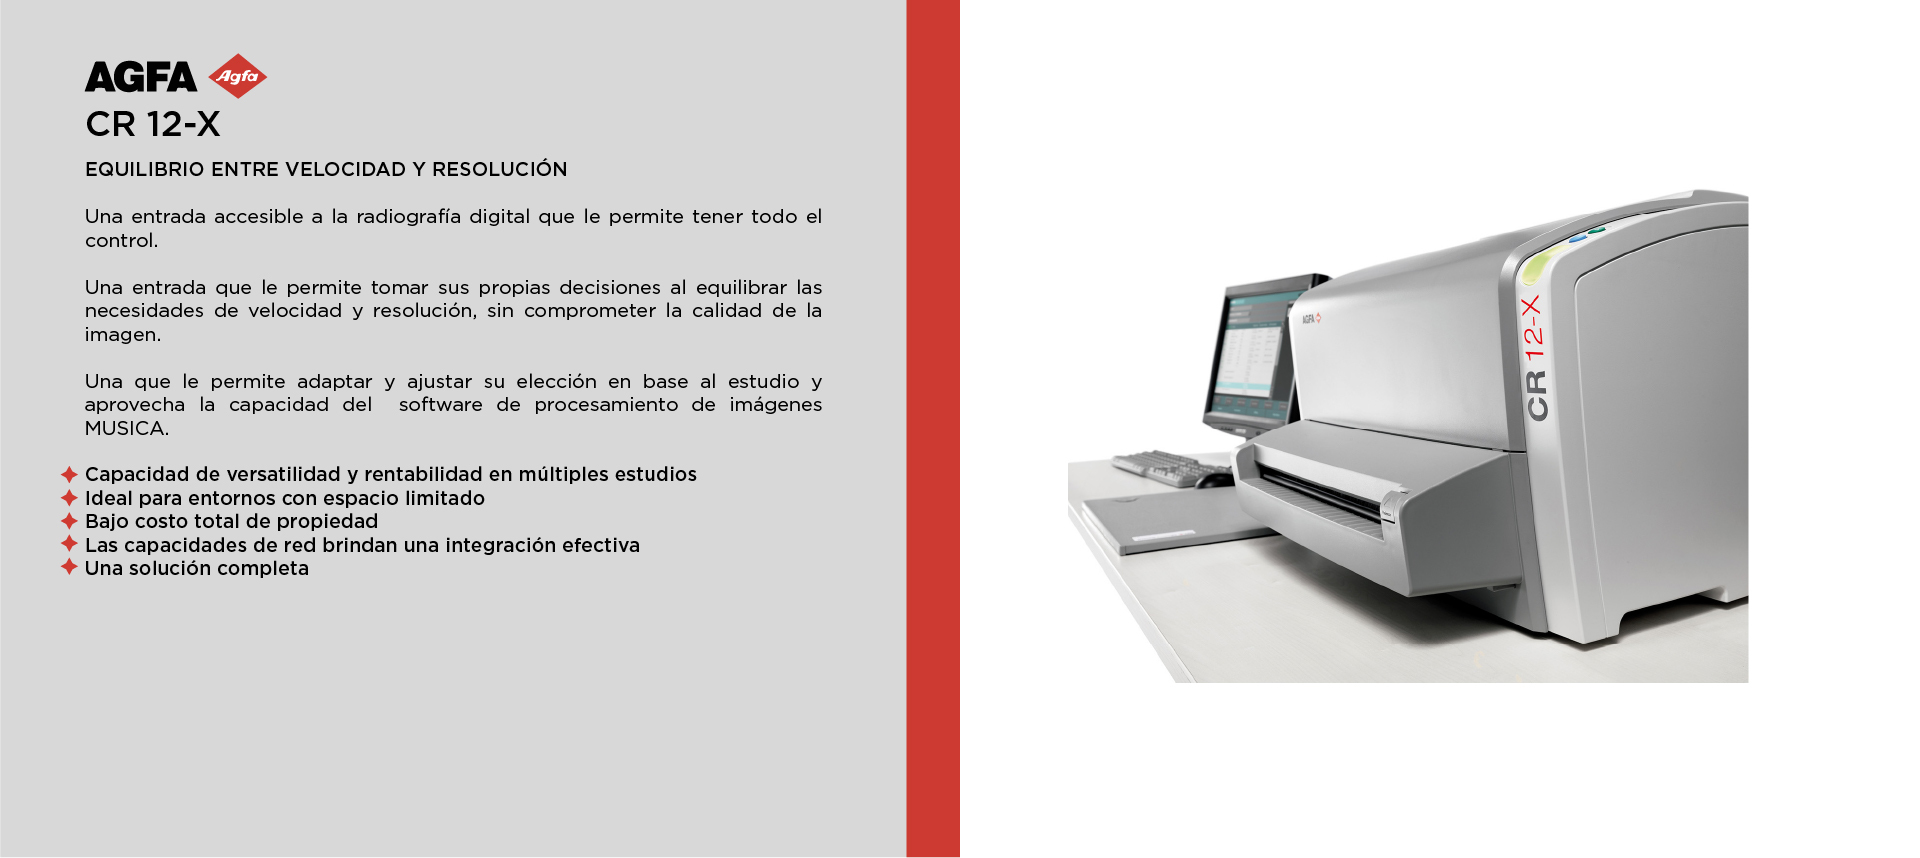 AGFA Agfa
CR 12-X
EQUILIBRIO ENTRE VELOCIDAD Y RESOLUCIÓN
Una entrada accesible a la radiografía digital que le permite tener todo el
control.
Una entrada que le permite tomar sus propias decisiones al equilibrar las
necesidades de velocidad y resolución, sin comprometer la calidad de la
imagen.
Una que le permite adaptar y ajustar su elección en base al estudio y
aprovecha la capacidad del software de procesamiento de imágenes
MUSICA.
Capacidad de versatilidad y rentabilidad en múltiples estudios
Ideal para entornos con espacio limitado
Bajo costo total de propiedad
Las capacidades de red brindan una integración efectiva
Una solución completa
AGFA
CR 12-X